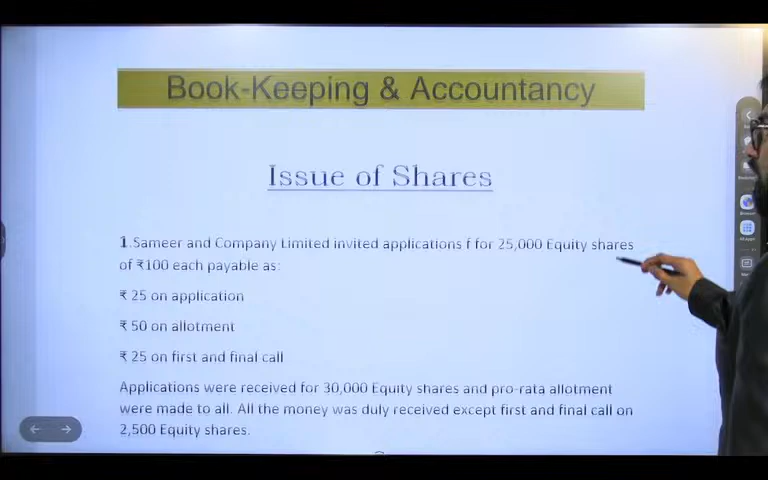 Book-Keeping & Accountancy
Issue of Shares
1.Sameer and Company Limited invited applications f for 25,000 Equity shares
of ₹100 each payable as:
₹ 25 on application
₹ 50 on allotment
₹ 25 on first and final call
Applications were received for 30,000 Equity shares and pro-rata allotment
were made to all. All the money was duly received except first and final call on
2,500 Equity shares.